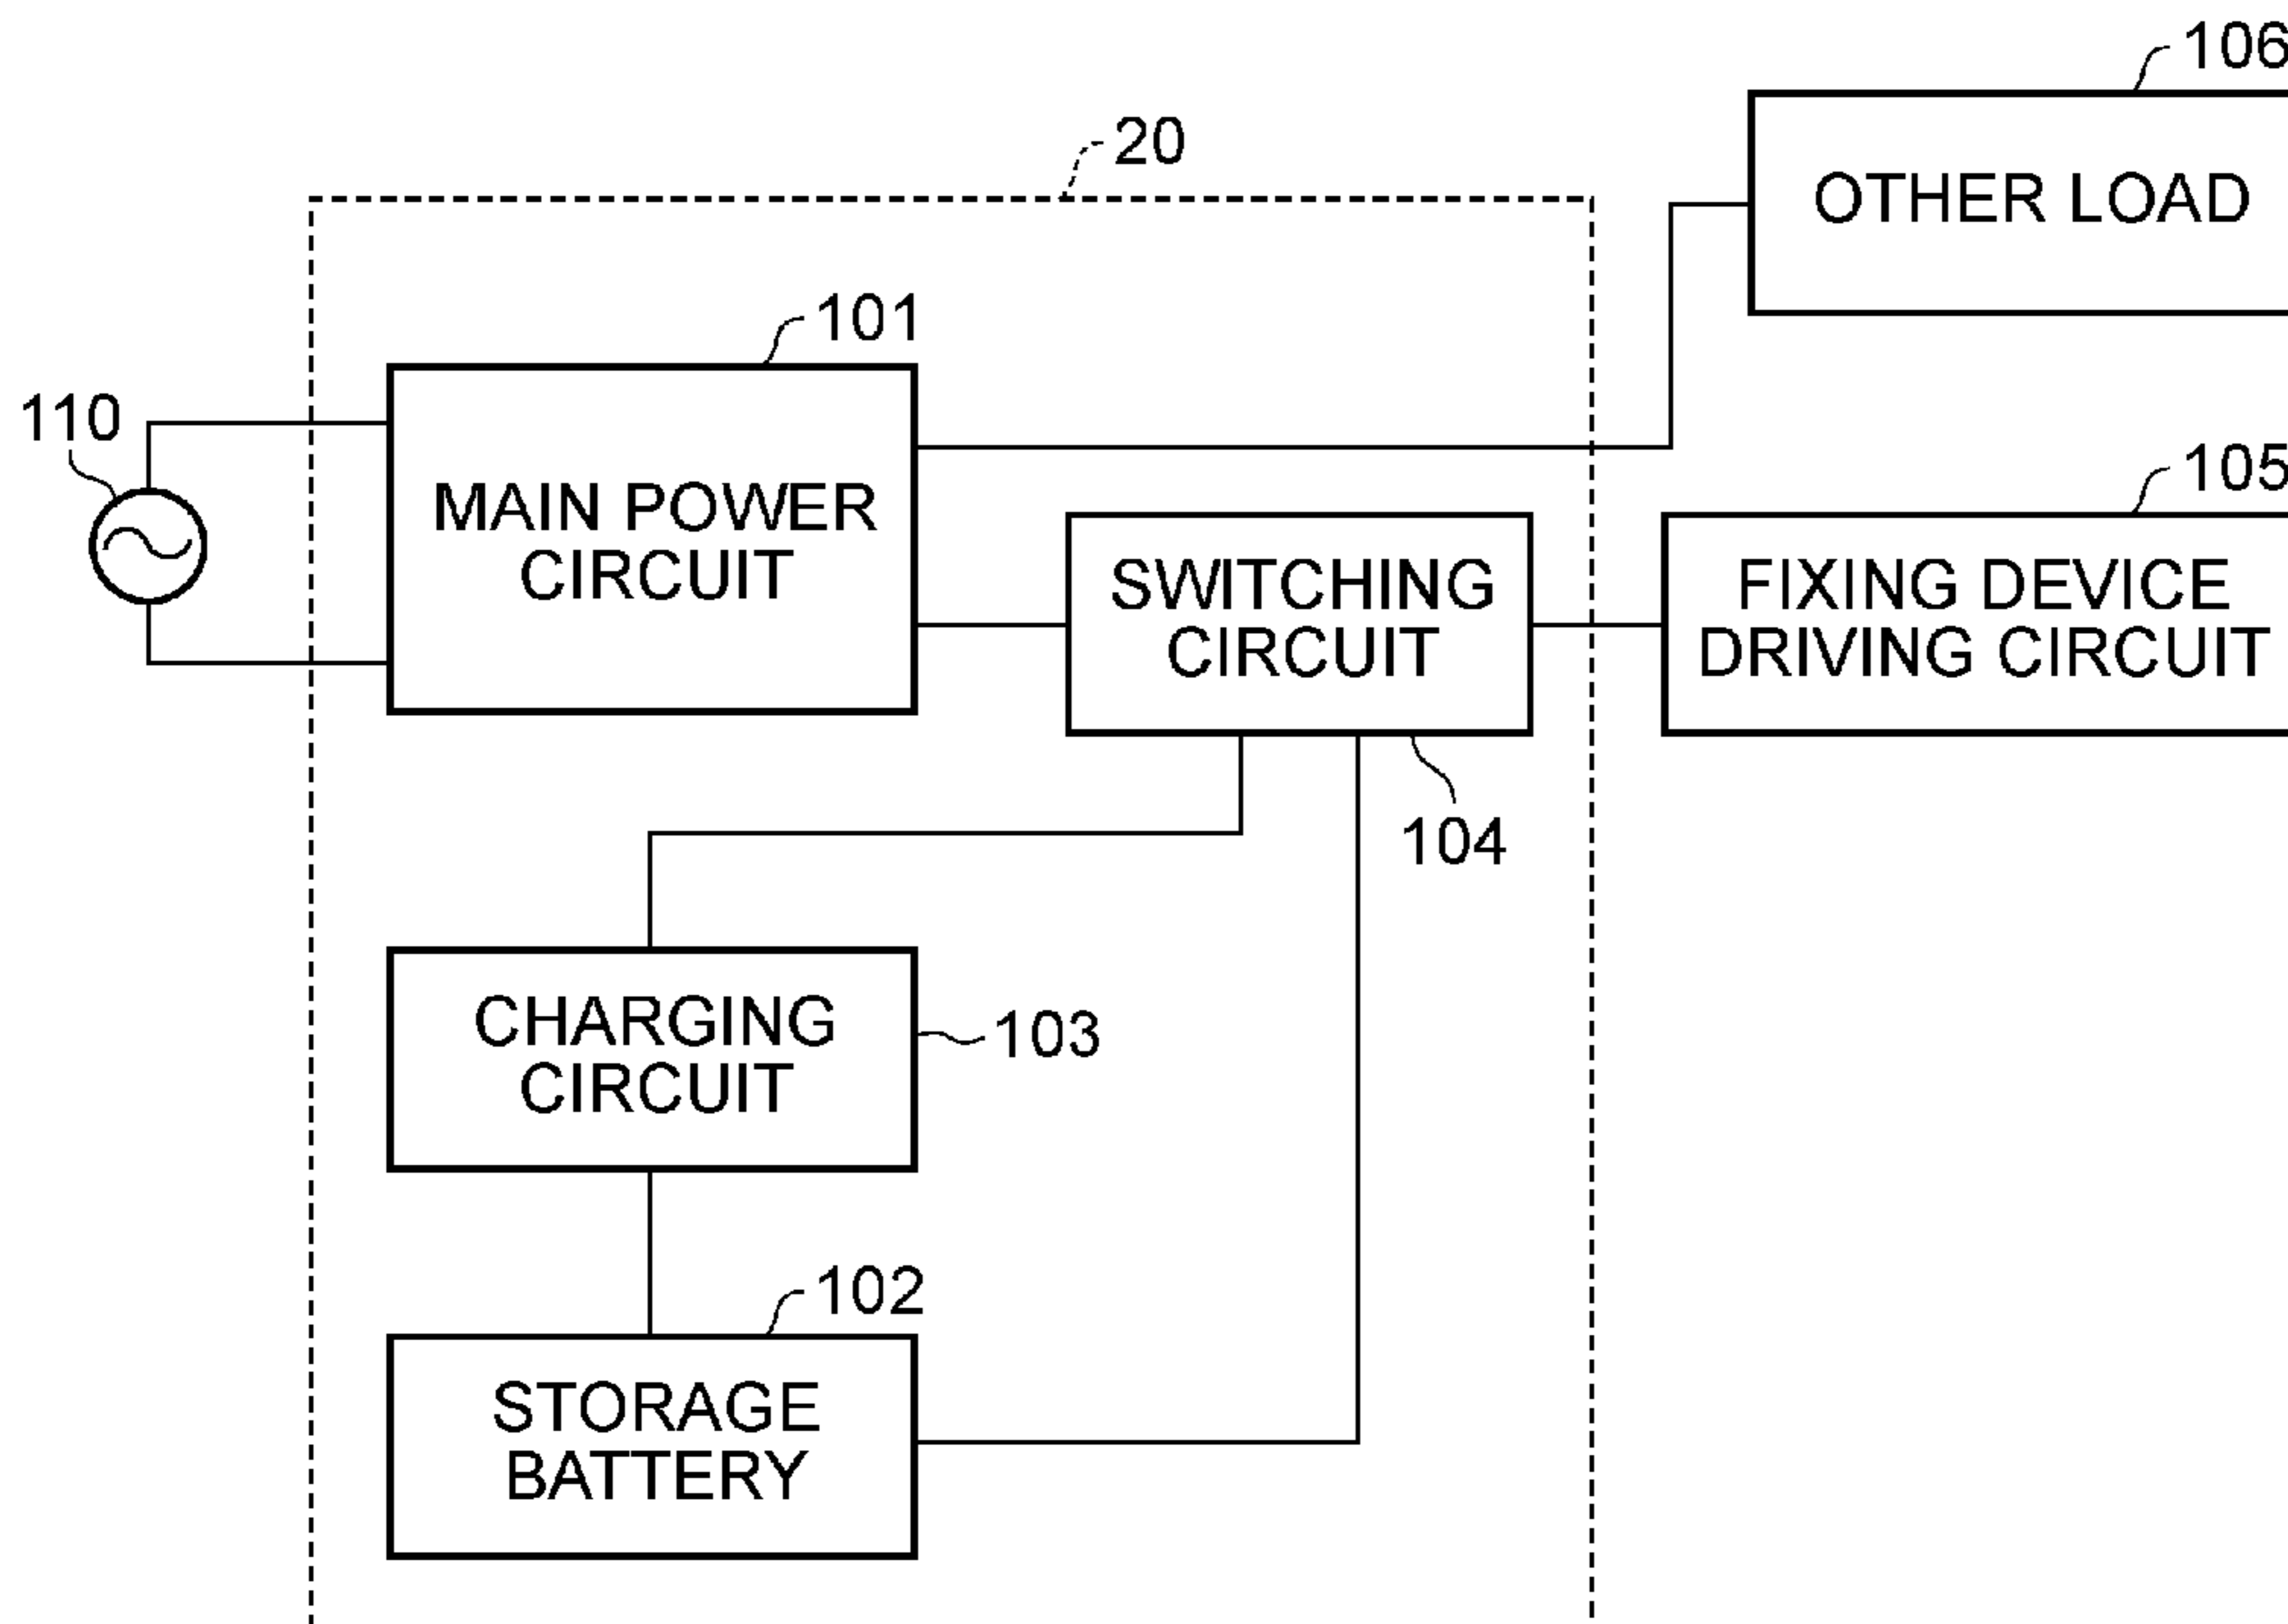 106
20
OTHER LOAD
101
110
105
MAIN POWER
CIRCUIT
SWITCHING
CIRCUIT
FIXING DEVICE
DRIVING CIRCUIT
104
CHARGING
CIRCUIT
103
102
STORAGE
BATTERY